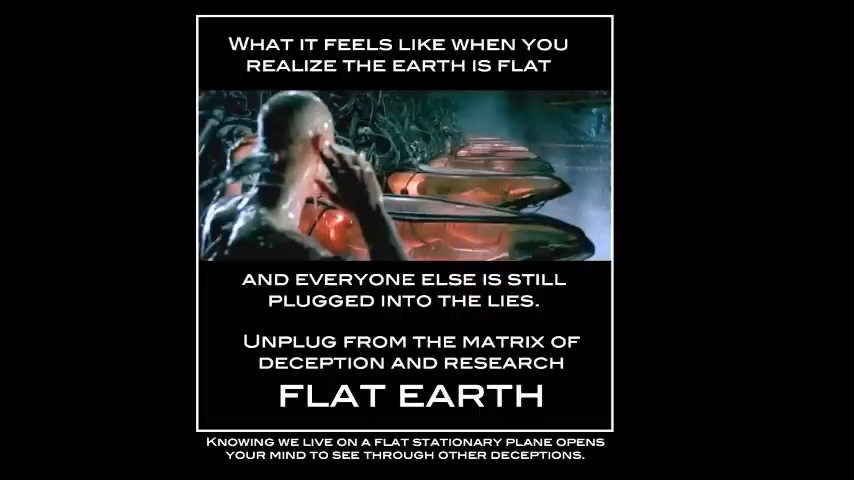 What it feels like when you
realize the earth is flat
and everyone else is still
plugged into the lies.
Unplug from the matrix of
deception and research
FLAT EARTH
Knowing we live on a flat stationary plane opens
your mind to see through other deceptions.